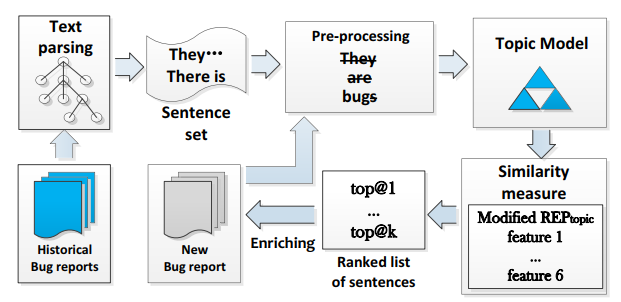 Text
parsing
They···
There is
Sentence
set
Pre-processing
They
are
bugs
Topic Model
Similarity
measure
Modified REPtopic
feature 1
...
feature 6
top@1
...
top@k
Ranked list
of sentences
Enriching
New
Bug report
Historical
Bug reports